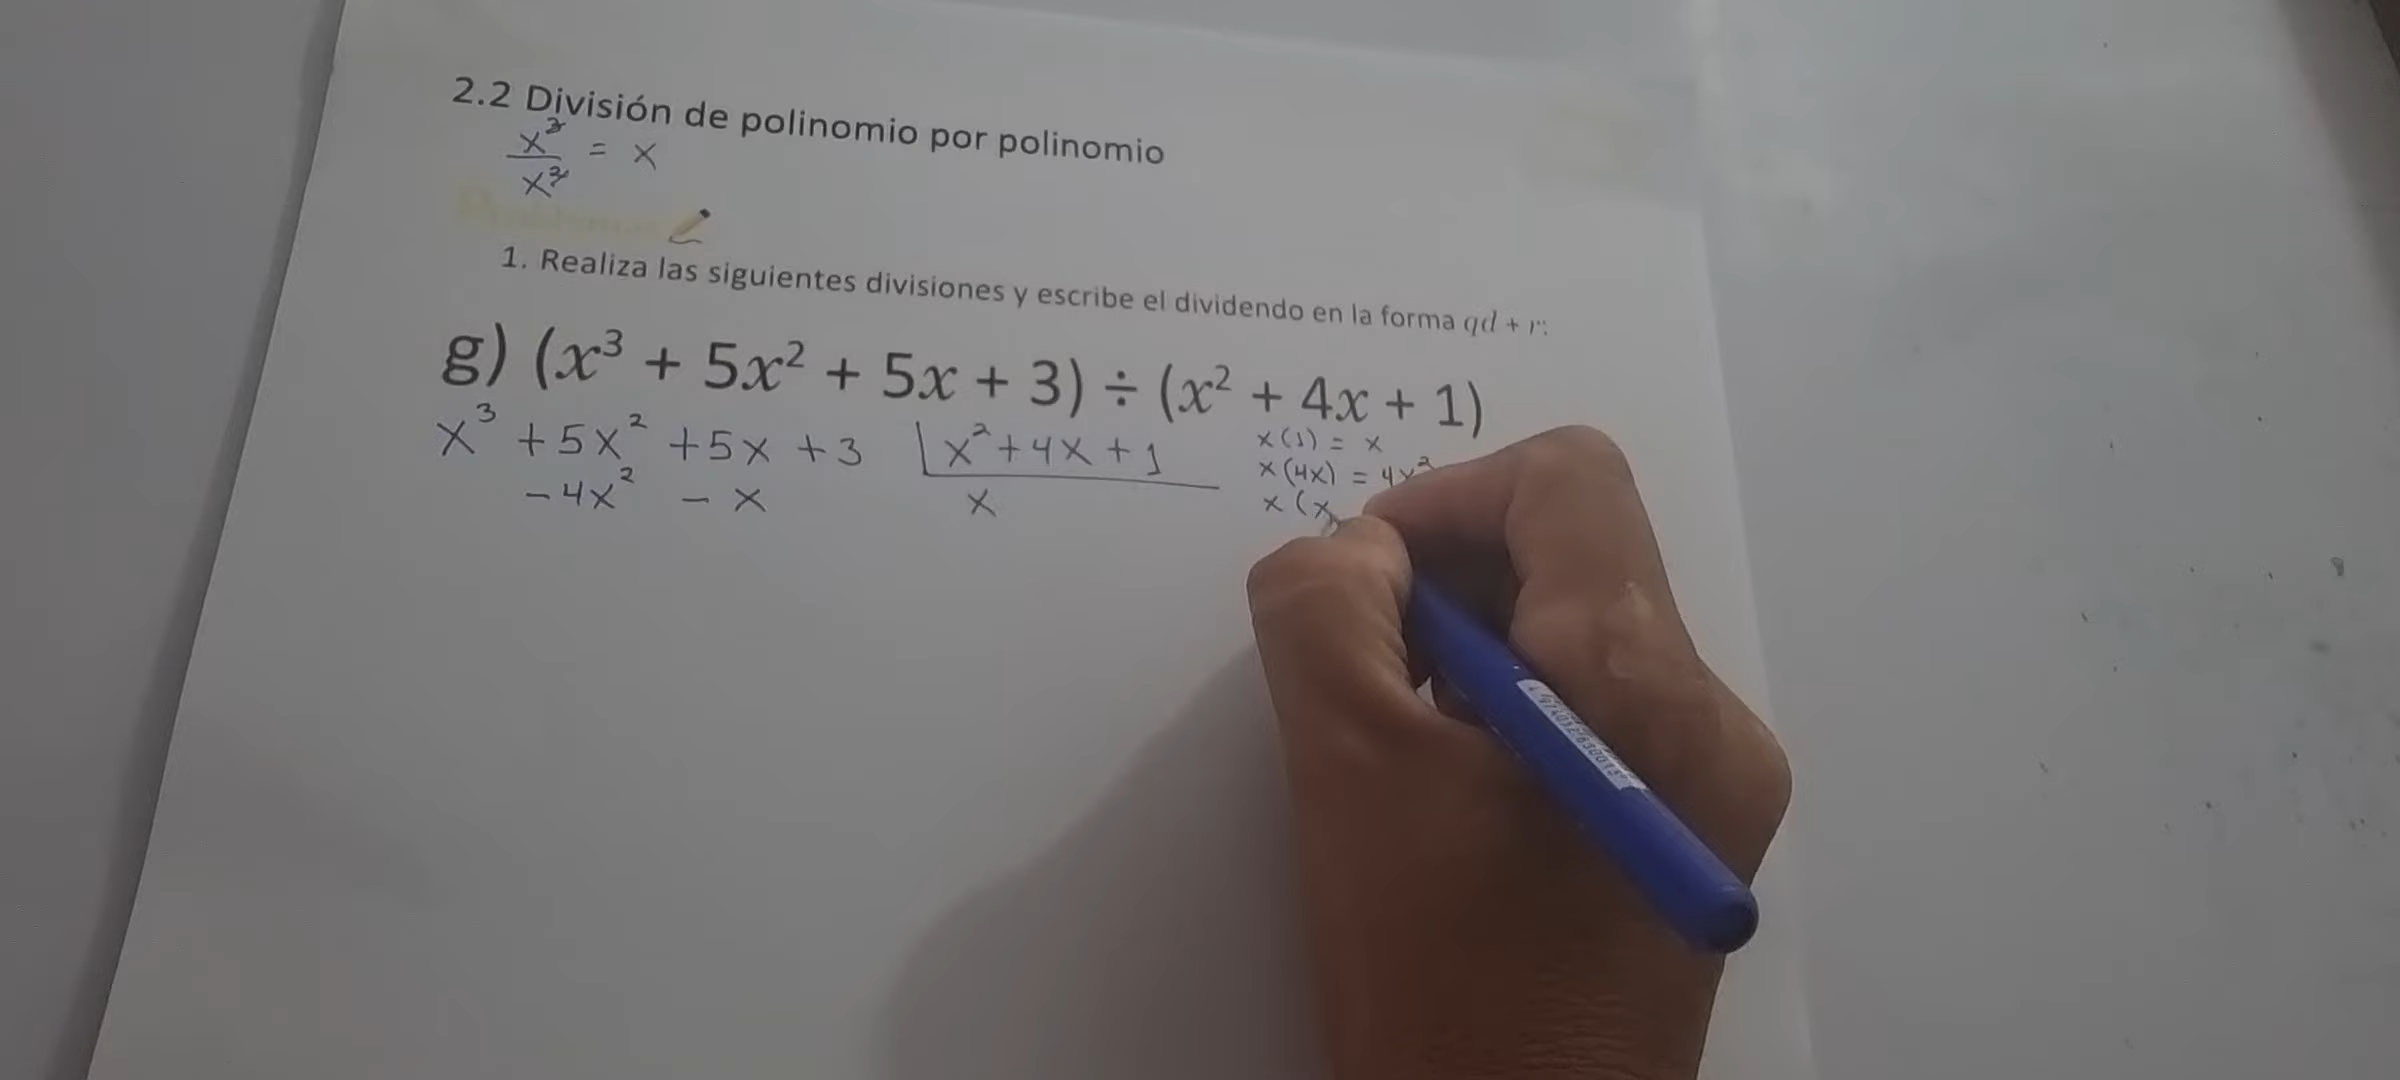 2.2 División de polinomio por polinomio
x³/x² = x
1. Realiza las siguientes divisiones y escribe el dividendo en la forma qd + r:
g) (x³ + 5x² + 5x + 3) ÷ (x² + 4x + 1)
x³ + 5x² + 5x + 3 x² + 4x + 1
- 4x² - x x
x(1) = x
x(4x) = 4x²
x(x